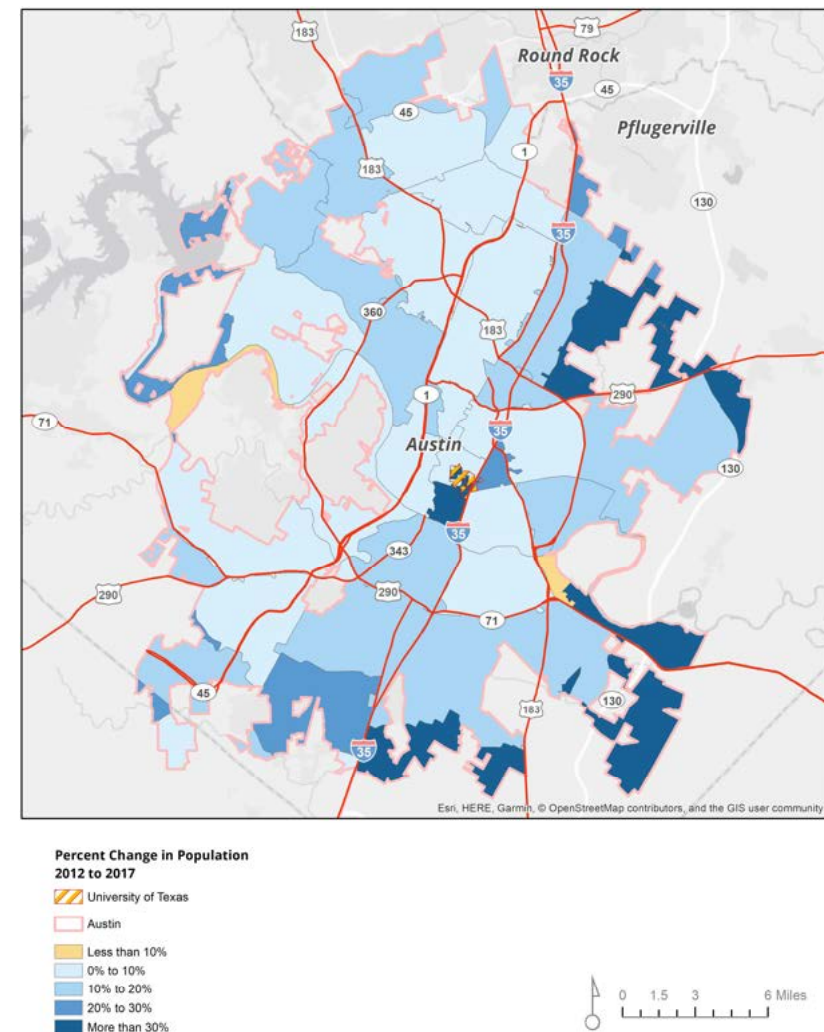 183
79
Round Rock
35
45
45
Pflugerville
1
183
130
35
360
183
1
290
71
35
Austin
130
35
343
290
290
71
45
130
183
35
Esri, HERE, Garmin, © OpenStreetMap contributors, and the GIS user community
Percent Change in Population
2012 to 2017
University of Texas
Austin
Less than 10%
0% to 10%
10% to 20%
20% to 30%
More than 30%
0 1.5 3 6 Miles